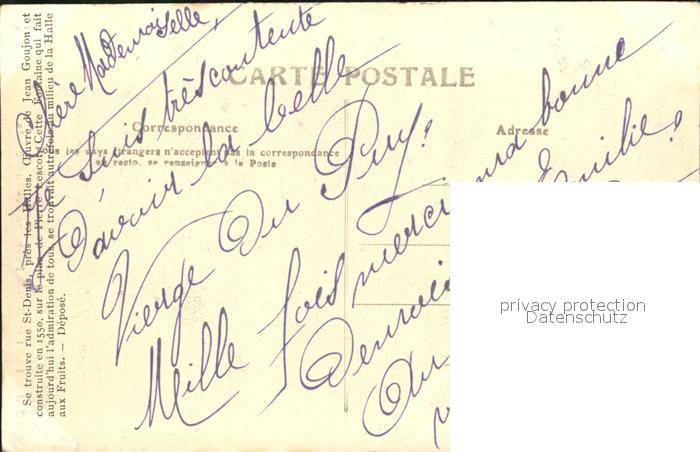 CARTE POSTALE
Correspondance
Tous les pays étrangers n'acceptent pas la correspondance
au recto, se renseigner à la Poste
Adresse
Se trouve rue St-Denis, près les Halles. Œuvre de Jean Goujon et
construite en 1550, sur le plan de Pierre Lescot. Cette Fontaine qui fait
aujourd'hui l'admiration de tous, se trouvait autrefois au milieu de la Halle
aux Fruits. — Déposé.
Chère Mademoiselle,
Je suis très contente
d'avoir la belle
Vierge du Puy.
Mille fois merci ma bonne
Emilie.
privacy protection
Datenschutz